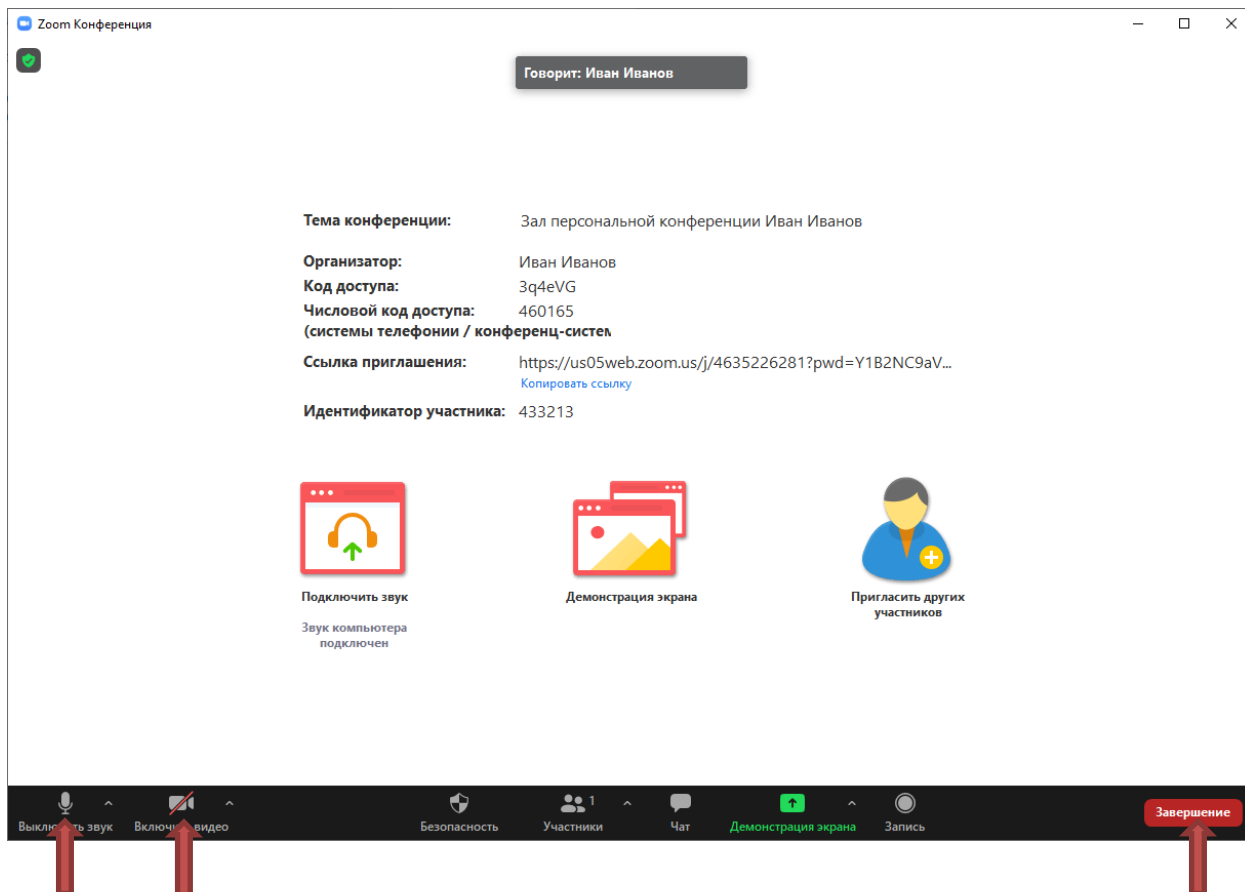 Zoom Конференция
Говорит: Иван Иванов
Тема конференции: Зал персональной конференции Иван Иванов
Организатор: Иван Иванов
Код доступа: 3q4eVG
Числовой код доступа: 460165
(системы телефонии / конференц-систем
Ссылка приглашения: https://us05web.zoom.us/j/4635226281?pwd=Y1B2NC9aV...
Копировать ссылку
Идентификатор участника: 433213
Подключить звук
Демонстрация экрана
Пригласить других
участников
Звук компьютера
подключен
1
Выключить звук
Включить видео
Безопасность
Участники
Чат
Демонстрация экрана
Запись
Завершение